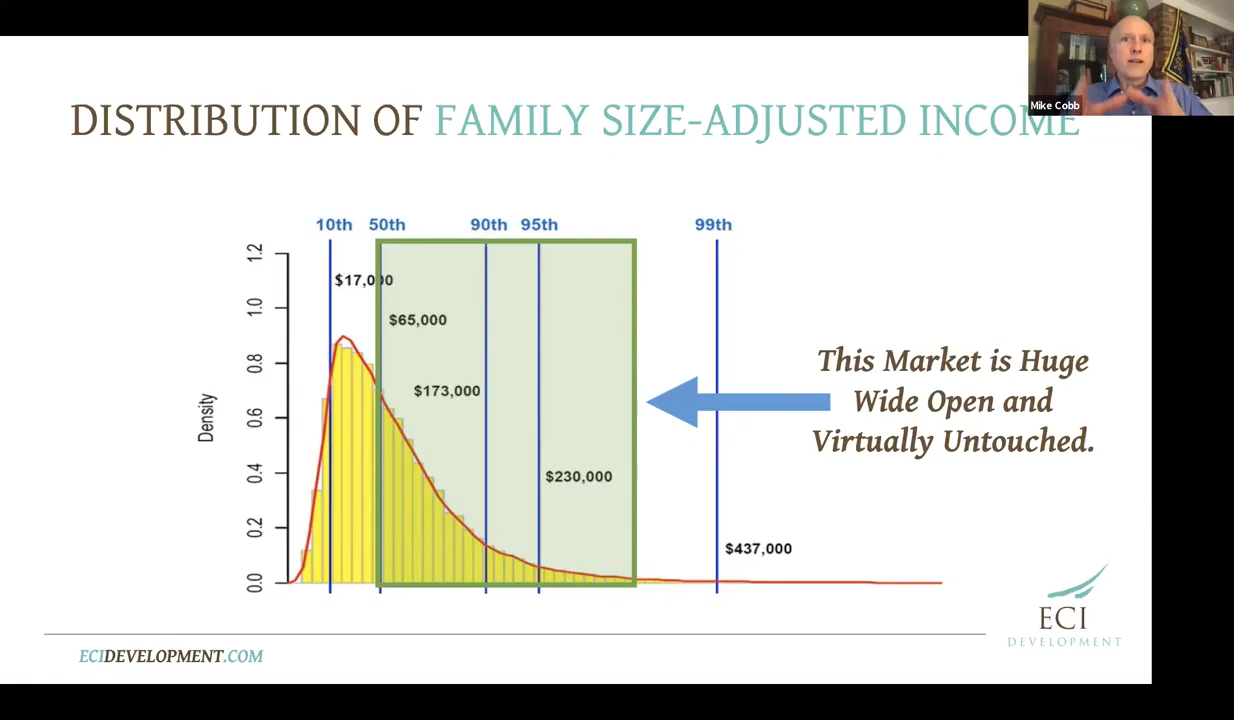 Mike Cobb
DISTRIBUTION OF FAMILY SIZE-ADJUSTED INCOME
10th 50th 90th 95th 99th
1.2
1.0
0.8
0.6
0.4
0.2
0.0
Density
$17,000
$65,000
$173,000
$230,000
$437,000
This Market is Huge
Wide Open and
Virtually Untouched.
ECI
DEVELOPMENT
ECIDEVELOPMENT.COM